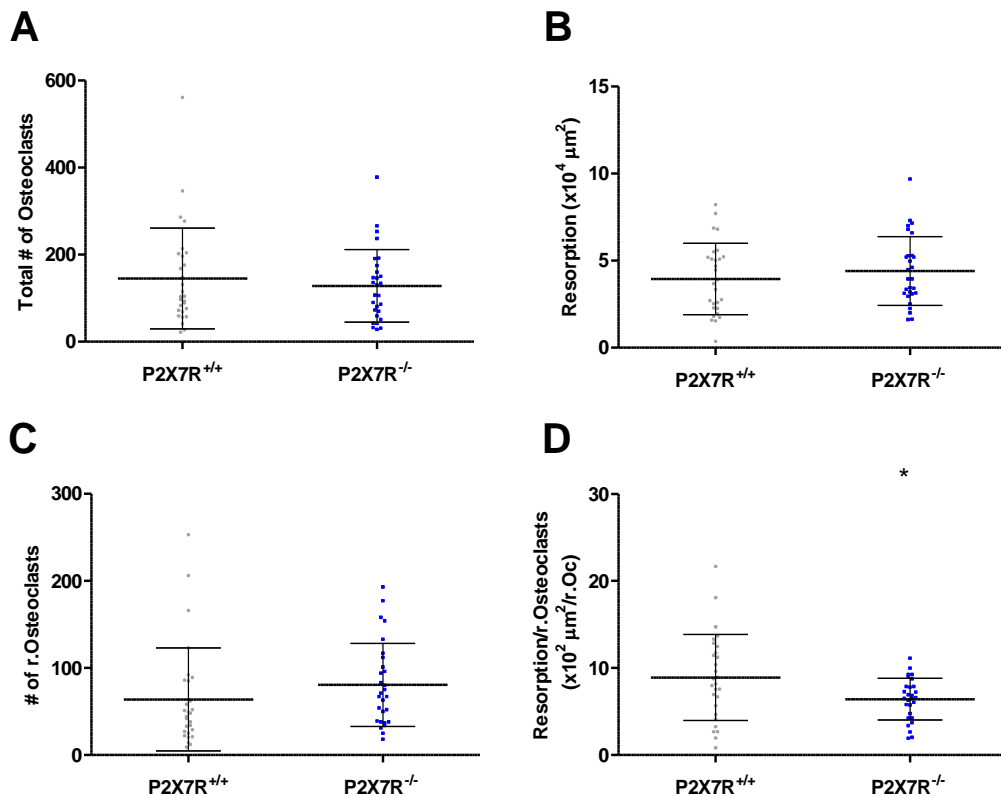 A
Total # of Osteoclasts
600
400
200
0
P2X7R+/+
P2X7R-/-
B
Resorption (x10⁴ μm²)
15
10
5
0
P2X7R+/+
P2X7R-/-
C
# of r.Osteoclasts
300
200
100
0
P2X7R+/+
P2X7R-/-
D
Resorption/r.Osteoclasts
(x10² μm²/r.Oc)
30
20
10
0
*
P2X7R+/+
P2X7R-/-